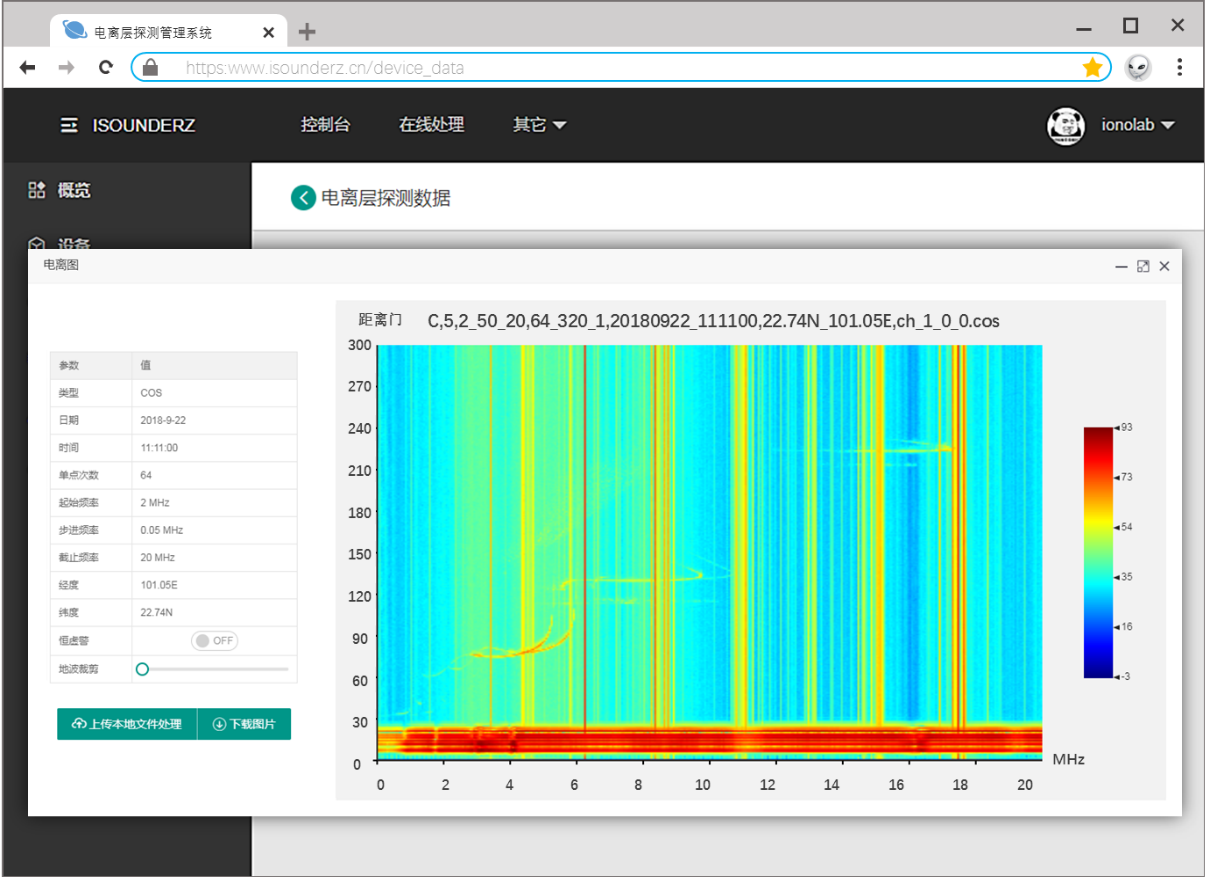 电离层探测管理系统
https:www.isounderz.cn/device_data
ISOUNDERZ 控制台 在线处理 其它 ionolab
概览
电离层探测数据
设备
电离图
参数 值
类型 COS
日期 2018-9-22
时间 11:11:00
单点次数 64
起始频率 2 MHz
步进频率 0.05 MHz
截止频率 20 MHz
经度 101.05E
纬度 22.74N
恒虚警 OFF
地波裁剪
上传本地文件处理 下载图片
距离门 C,5,2_50_20,64_320_1,20180922_111100,22.74N_101.05E,ch_1_0_0.cos
300
270
240
210
180
150
120
90
60
30
0
0 2 4 6 8 10 12 14 16 18 20
MHz
93
73
54
35
16
-3